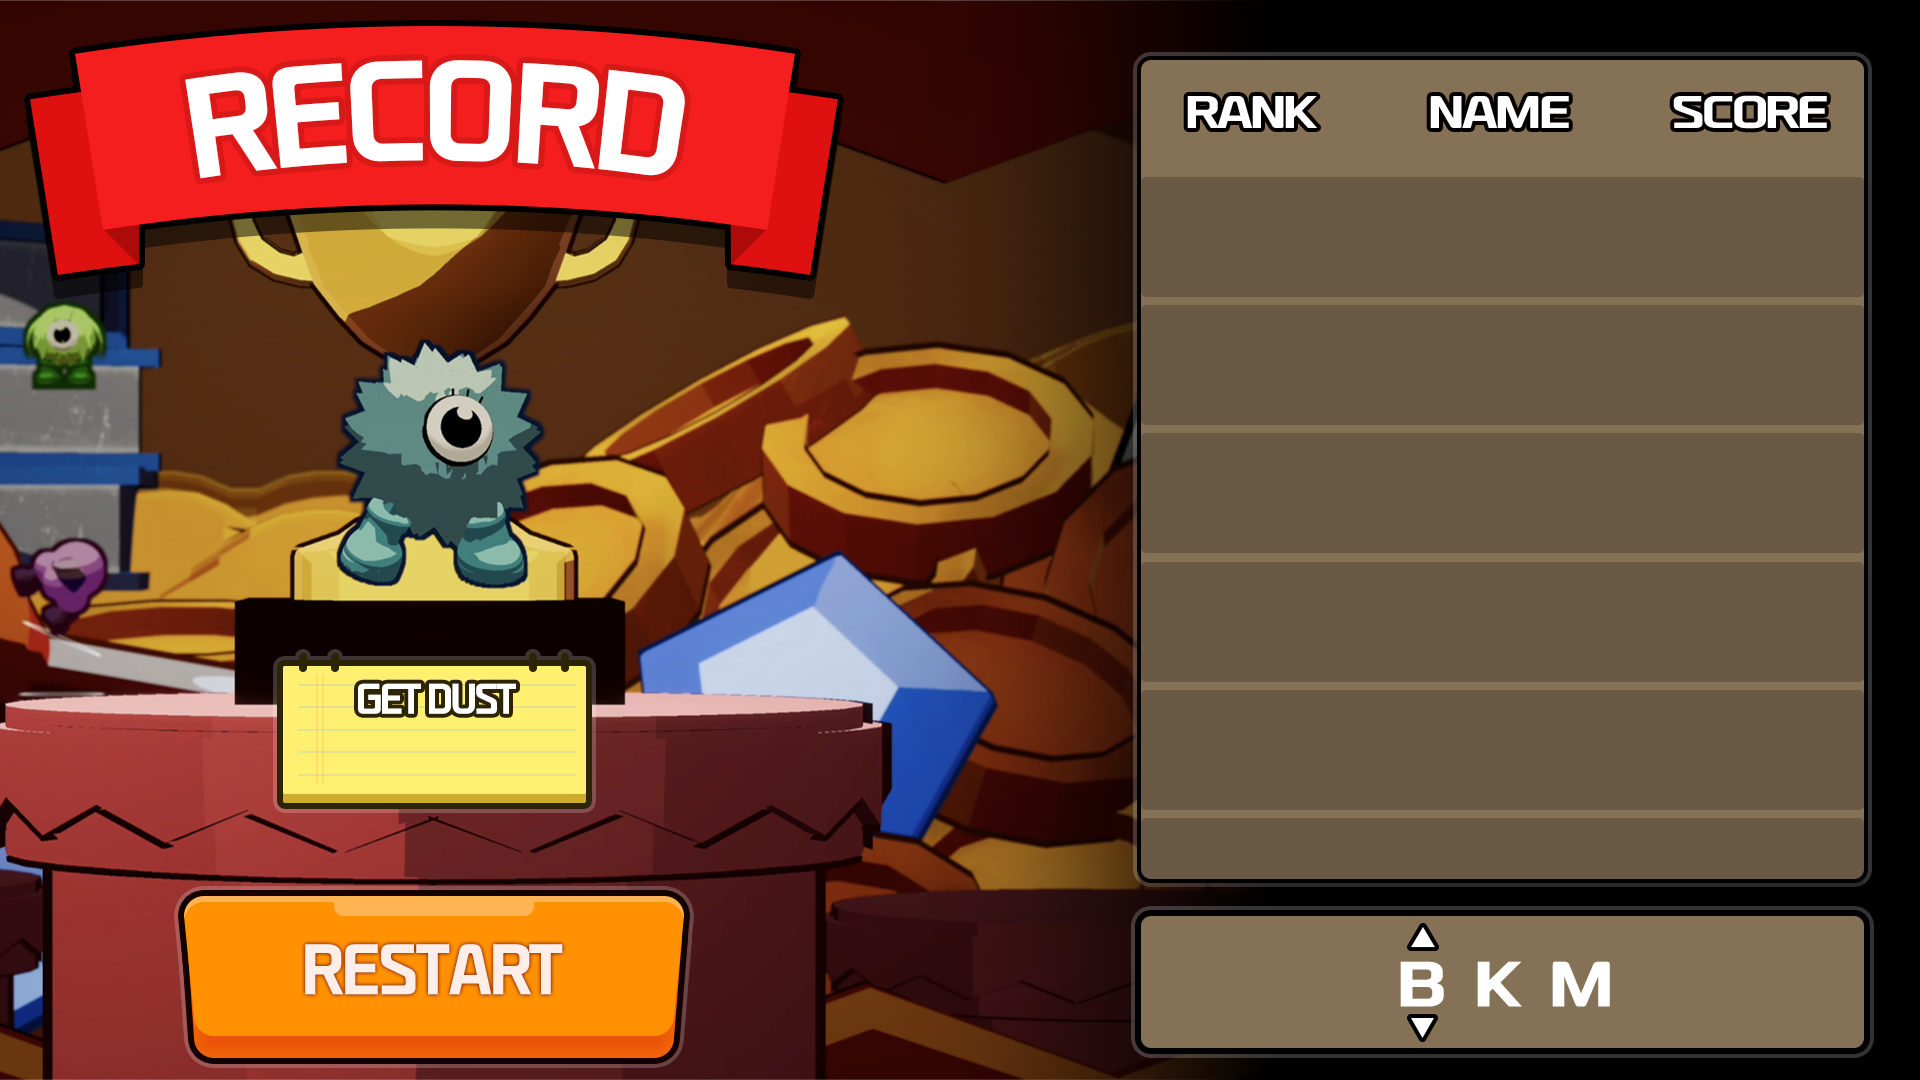 RECORD
GET DUST
RESTART
RANK NAME SCORE
B K M